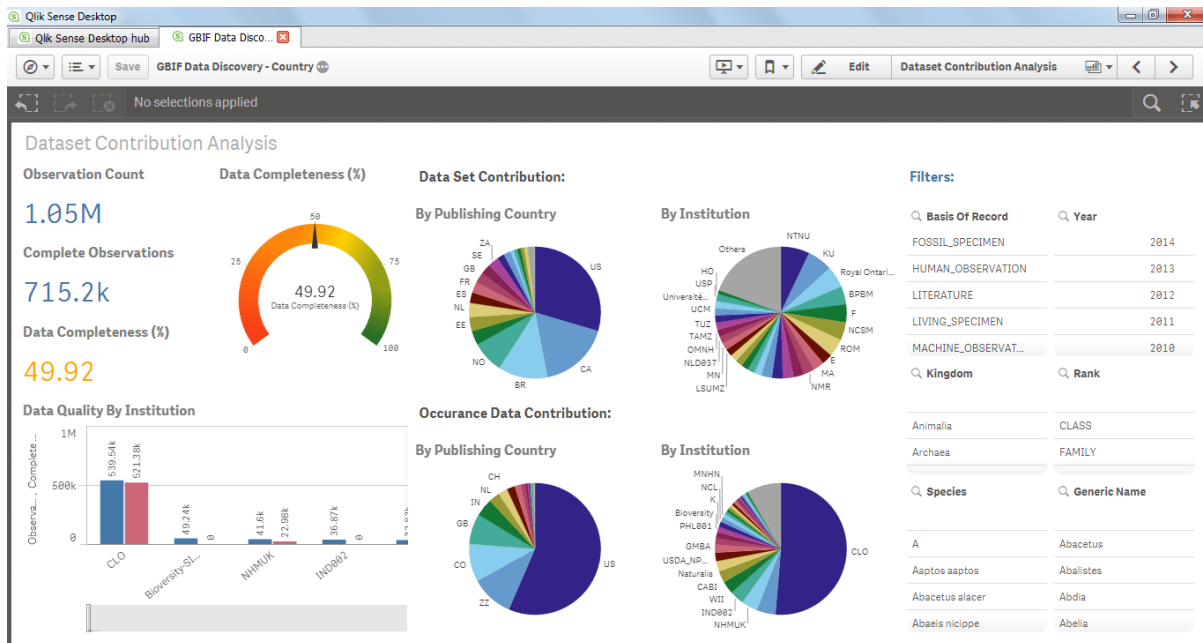 Qlik Sense Desktop
Qlik Sense Desktop hub
GBIF Data Disco...
Save
GBIF Data Discovery - Country
Edit
Dataset Contribution Analysis
No selections applied
Dataset Contribution Analysis
Observation Count
1.05M
Complete Observations
715.2k
Data Completeness (%)
49.92
Data Completeness (%)
0
25
50
75
100
49.92
Data Completeness (%)
Data Quality By Institution
Observa... . Complete...
1M
500k
0
539.54k
521.38k
49.24k
0
41.6k
22.98k
36.87k
0
CLO
Bioversity-SI...
NHMUK
IND002
Data Set Contribution:
By Publishing Country
ZA
SE
GB
FR
ES
NL
EE
NO
BR
CA
US
By Institution
Others
NTNU
KU
Royal Ontari...
BPBM
F
NCSM
ROM
E
MA
NMR
LSUMZ
MN
NLD037
OMNH
TAMZ
TUZ
UCM
Université...
USP
HO
Occurance Data Contribution:
By Publishing Country
CH
NL
IN
GB
CO
ZZ
US
By Institution
MNHN
NCL
K
Bioversity
PHL001
GMBA
USDA_NP...
Naturalis
CABI
WII
IND002
NHMUK
CLO
Filters:
Basis Of Record
FOSSIL_SPECIMEN
HUMAN_OBSERVATION
LITERATURE
LIVING_SPECIMEN
MACHINE_OBSERVAT...
Year
2014
2013
2012
2011
2010
Kingdom
Animalia
Archaea
Rank
CLASS
FAMILY
Species
A
Aaptos aaptos
Abacetus alacer
Abaeis nicippe
Generic Name
Abacetus
Abalistes
Abdia
Abelia